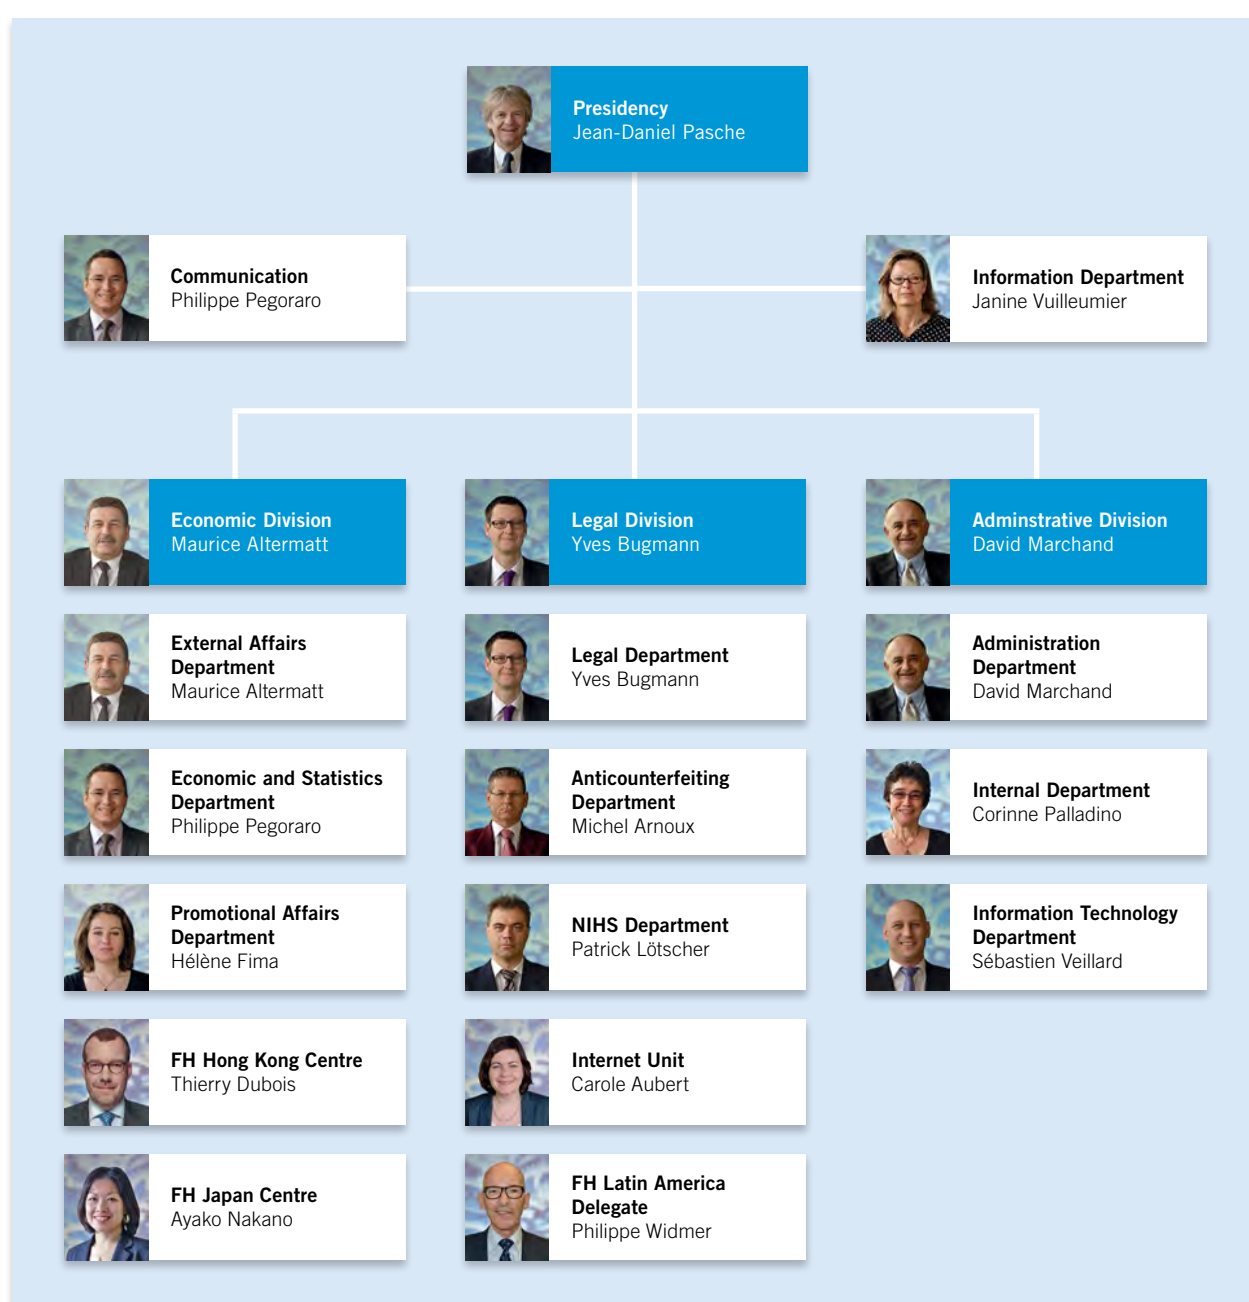 Presidency
Jean-Daniel Pasche
Communication
Philippe Pegoraro
Information Department
Janine Vuilleumier
Economic Division
Maurice Altermatt
Legal Division
Yves Bugmann
Adminstrative Division
David Marchand
External Affairs
Department
Maurice Altermatt
Legal Department
Yves Bugmann
Administration
Department
David Marchand
Economic and Statistics
Department
Philippe Pegoraro
Anticounterfeiting
Department
Michel Arnoux
Internal Department
Corinne Palladino
Promotional Affairs
Department
Hélène Fima
NIHS Department
Patrick Lötscher
Information Technology
Department
Sébastien Veillard
FH Hong Kong Centre
Thierry Dubois
Internet Unit
Carole Aubert
FH Japan Centre
Ayako Nakano
FH Latin America
Delegate
Philippe Widmer